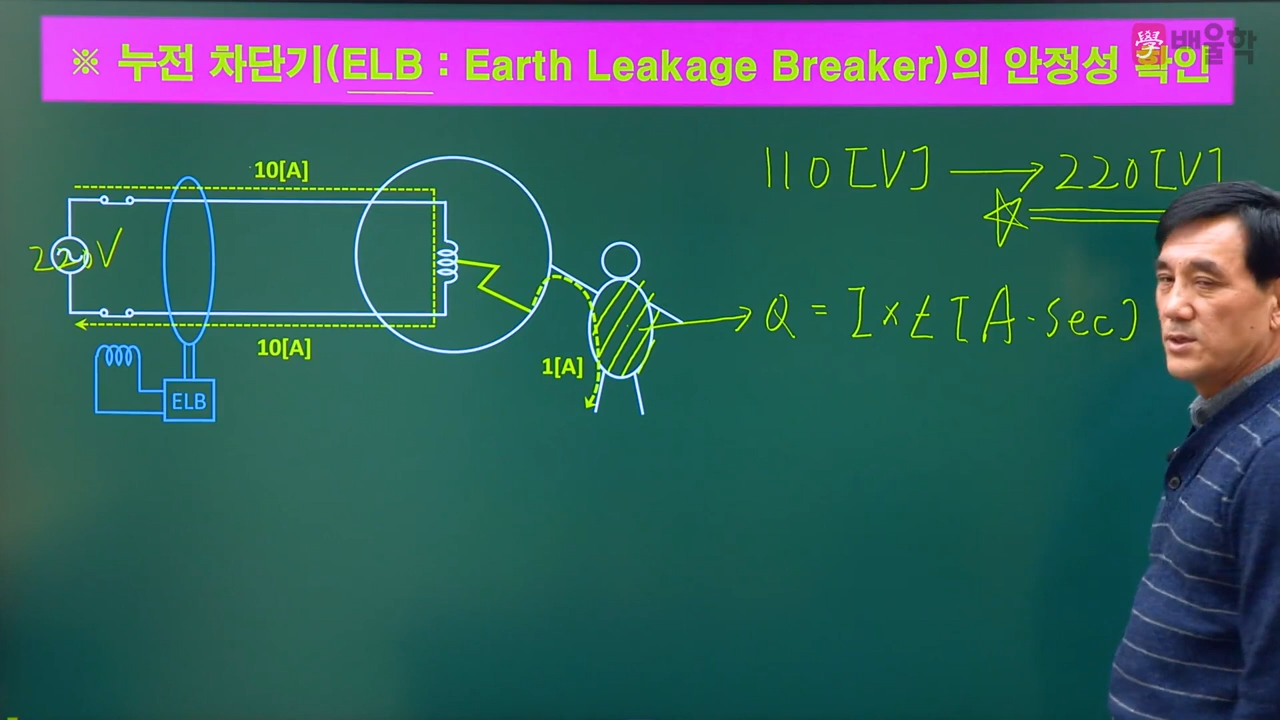 ※ 누전 차단기(ELB : Earth Leakage Breaker)의 안정성 확인
學 배울학
110[V] → 220[V]
10[A]
220V
Q = I×t[A·sec]
10[A]
1[A]
ELB